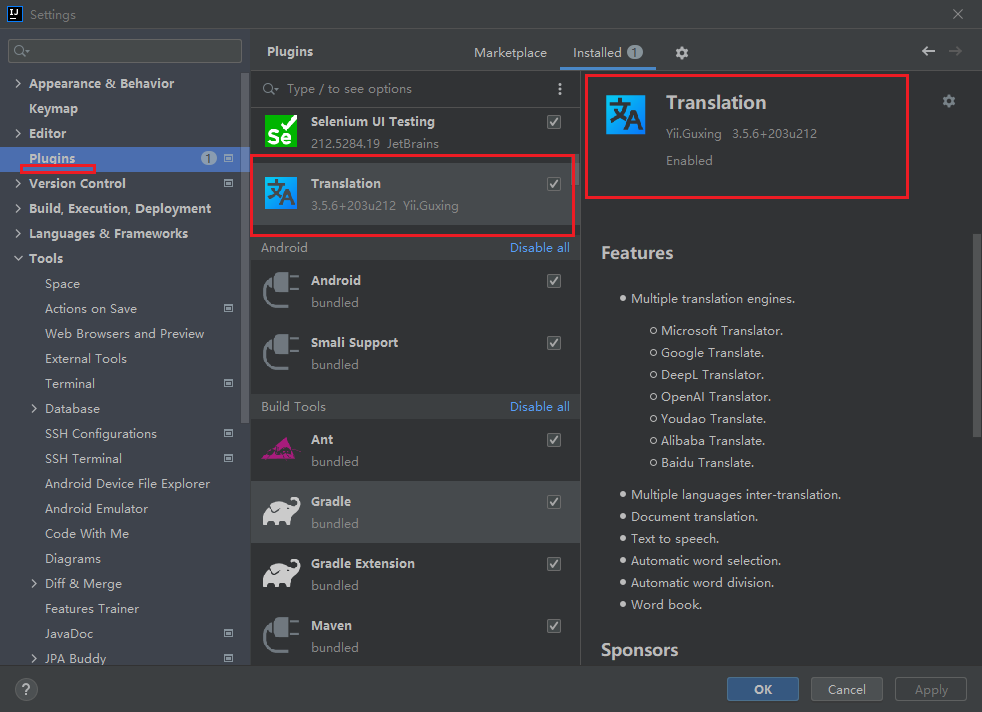 Settings
Plugins
Marketplace
Installed 1
Appearance & Behavior
Keymap
Editor
Plugins 1
Version Control
Build, Execution, Deployment
Languages & Frameworks
Tools
Space
Actions on Save
Web Browsers and Preview
External Tools
Terminal
Database
SSH Configurations
SSH Terminal
Android Device File Explorer
Android Emulator
Code With Me
Diagrams
Diff & Merge
Features Trainer
JavaDoc
JPA Buddy
Type / to see options
Se
Selenium UI Testing
212.5284.19 JetBrains
文A
Translation
3.5.6+203u212 Yii.Guxing
Android Disable all
Android
bundled
Smali Support
bundled
Build Tools Disable all
Ant
bundled
Gradle
bundled
Gradle Extension
bundled
Maven
bundled
文A
Translation
Yii.Guxing 3.5.6+203u212
Enabled
Features
Multiple translation engines.
Microsoft Translator.
Google Translate.
DeepL Translator.
OpenAI Translator.
Youdao Translate.
Alibaba Translate.
Baidu Translate.
Multiple languages inter-translation.
Document translation.
Text to speech.
Automatic word selection.
Automatic word division.
Word book.
Sponsors
?
OK
Cancel
Apply